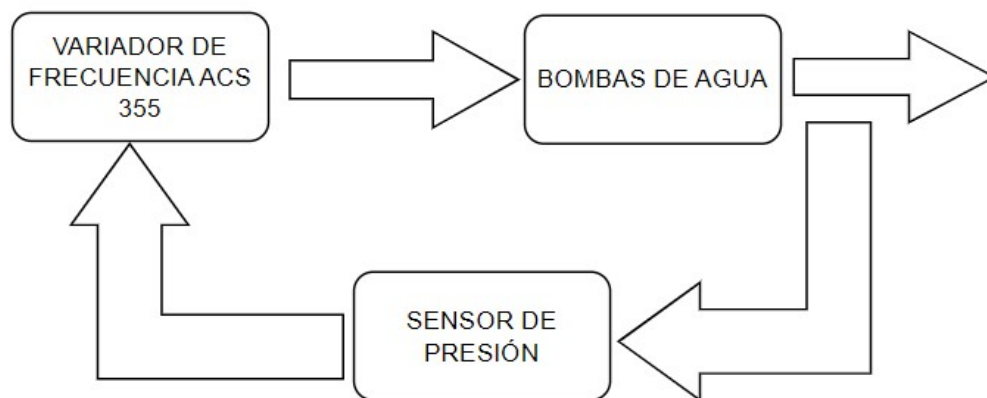 VARIADOR DE
FRECUENCIA ACS
355
BOMBAS DE AGUA
SENSOR DE
PRESIÓN